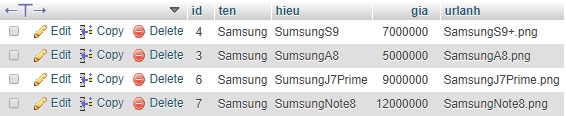 ←T→ id ten hieu gia urlanh
Edit Copy Delete 4 Samsung SumsungS9 7000000 SamsungS9+.png
Edit Copy Delete 3 Samsung SumsungA8 5000000 SamsungA8.png
Edit Copy Delete 6 Samsung SumsungJ7Prime 9000000 SamsungJ7Prime.png
Edit Copy Delete 7 Samsung SumsungNote8 12000000 SamsungNote8.png